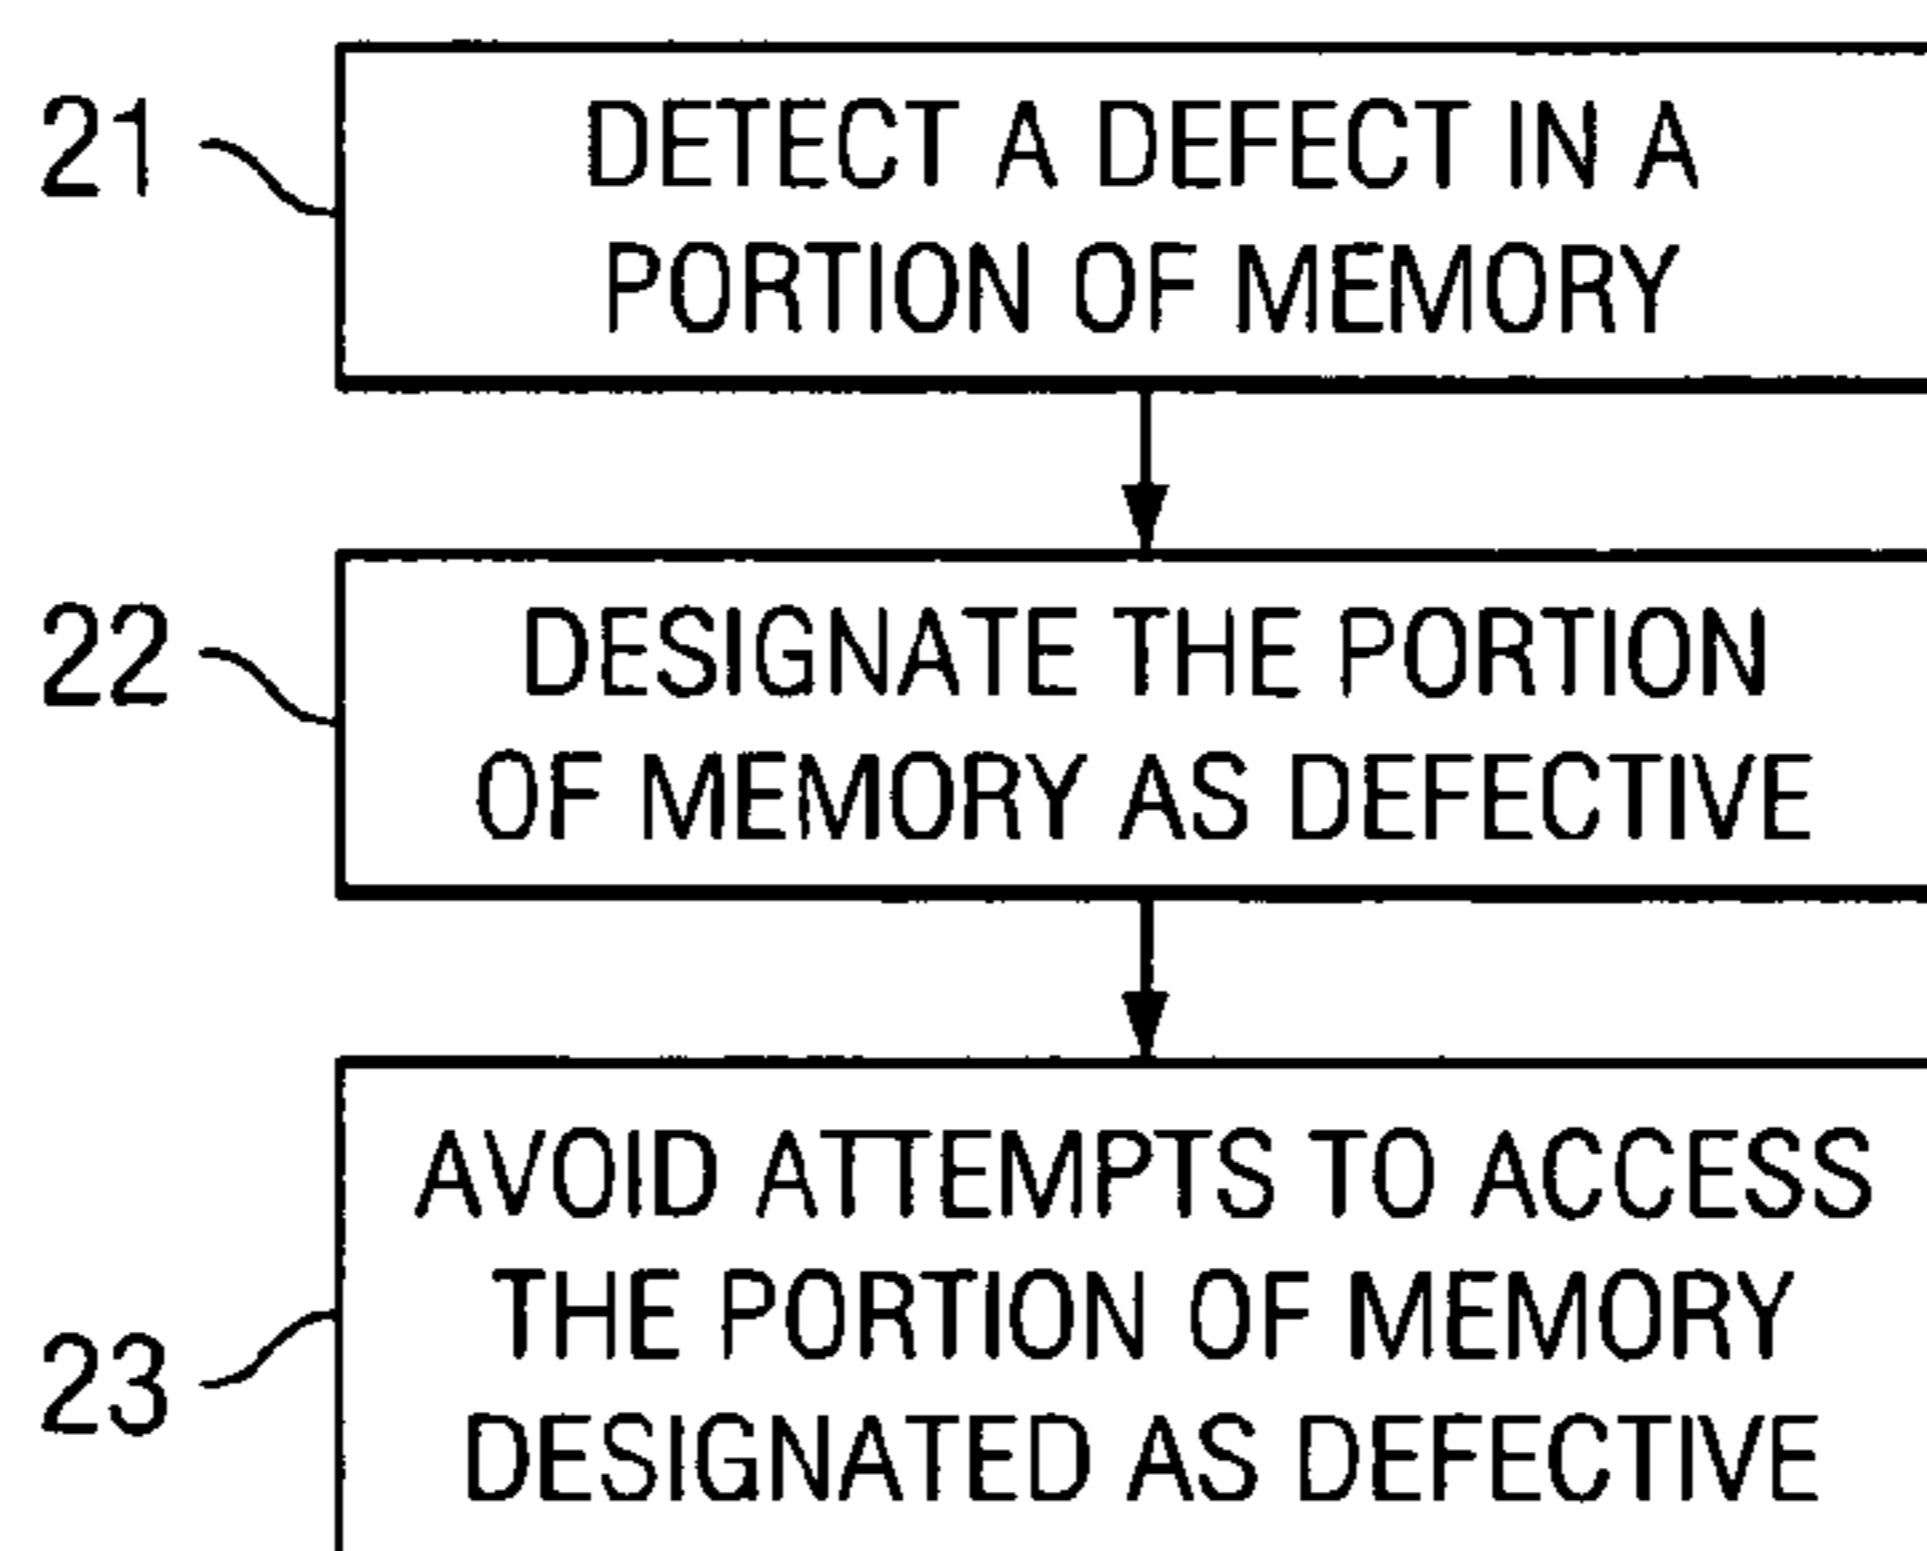 21
DETECT A DEFECT IN A
PORTION OF MEMORY
22
DESIGNATE THE PORTION
OF MEMORY AS DEFECTIVE
AVOID ATTEMPTS TO ACCESS
THE PORTION OF MEMORY
23
DESIGNATED AS DEFECTIVE